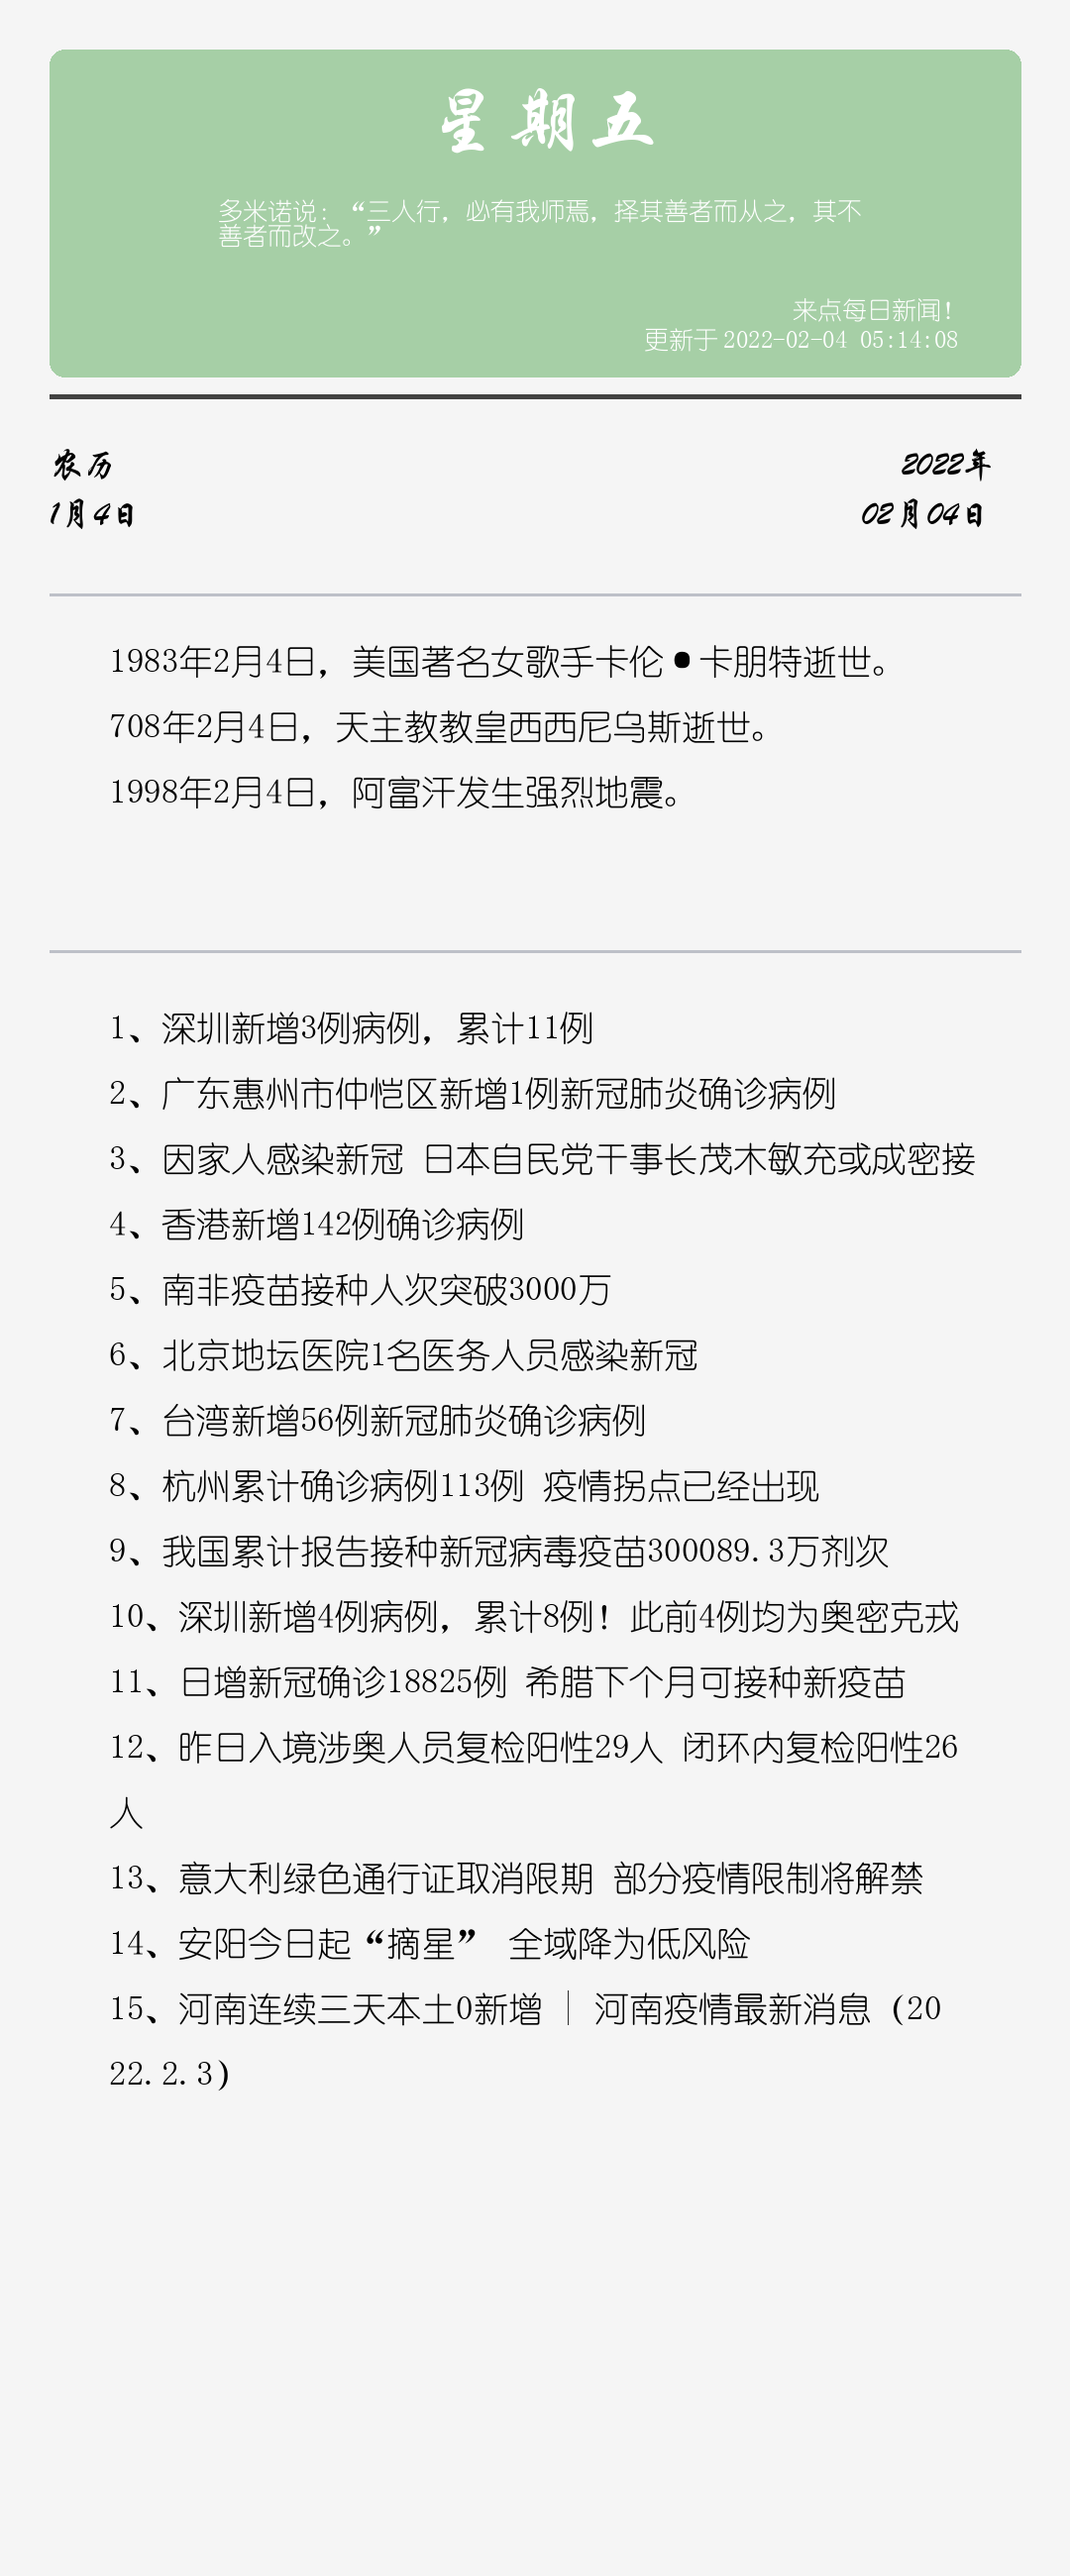 星期五
多米诺说：“三人行，必有我师焉，择其善者而从之，其不
善者而改之。”
来点每日新闻！
更新于 2022-02-04 05:14:08
农历
2022年
1月4日
02月04日
1983年2月4日，美国著名女歌手卡伦•卡朋特逝世。
708年2月4日，天主教教皇西西尼乌斯逝世。
1998年2月4日，阿富汗发生强烈地震。
1、深圳新增3例病例，累计11例
2、广东惠州市仲恺区新增1例新冠肺炎确诊病例
3、因家人感染新冠 日本自民党干事长茂木敏充或成密接
4、香港新增142例确诊病例
5、南非疫苗接种人次突破3000万
6、北京地坛医院1名医务人员感染新冠
7、台湾新增56例新冠肺炎确诊病例
8、杭州累计确诊病例113例 疫情拐点已经出现
9、我国累计报告接种新冠病毒疫苗300089.3万剂次
10、深圳新增4例病例，累计8例！此前4例均为奥密克戎
11、日增新冠确诊18825例 希腊下个月可接种新疫苗
12、昨日入境涉奥人员复检阳性29人 闭环内复检阳性26
人
13、意大利绿色通行证取消限期 部分疫情限制将解禁
14、安阳今日起“摘星” 全域降为低风险
15、河南连续三天本土0新增 | 河南疫情最新消息（20
22.2.3）